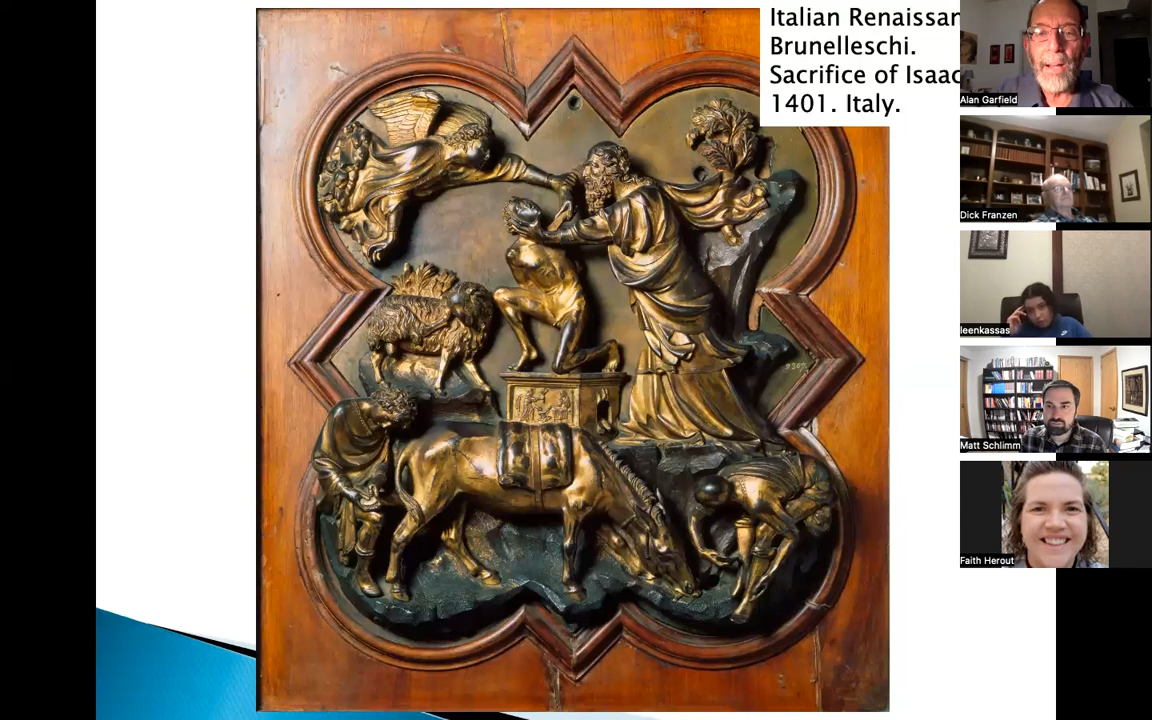 Italian Renaissan
Brunelleschi.
Sacrifice of Isaac
1401. Italy.
Alan Garfield
Dick Franzen
leenkassas
Matt Schlimm
Faith Herout